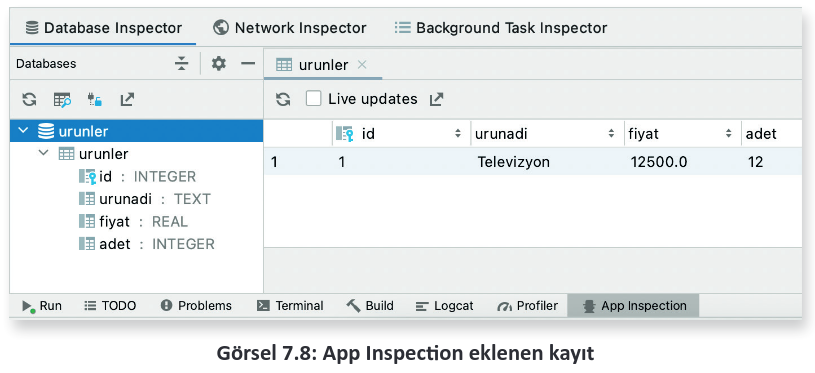 Database Inspector Network Inspector Background Task Inspector
Databases
urunler
Live updates
urunler
urunler
id : INTEGER
urunadi : TEXT
fiyat : REAL
adet : INTEGER
id urunadi fiyat adet
1 1 Televizyon 12500.0 12
Run TODO Problems Terminal Build Logcat Profiler App Inspection
Görsel 7.8: App Inspection eklenen kayıt